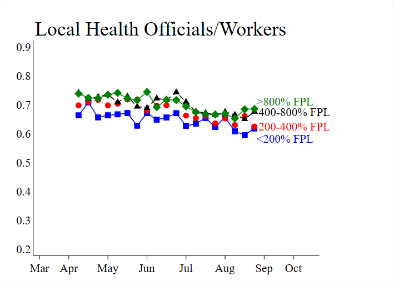 Local Health Officials/Workers
0.9
0.8
0.7
0.6
0.5
0.4
0.3
0.2
>800% FPL
400-800% FPL
200-400% FPL
<200% FPL
Mar Apr May Jun Jul Aug Sep Oct